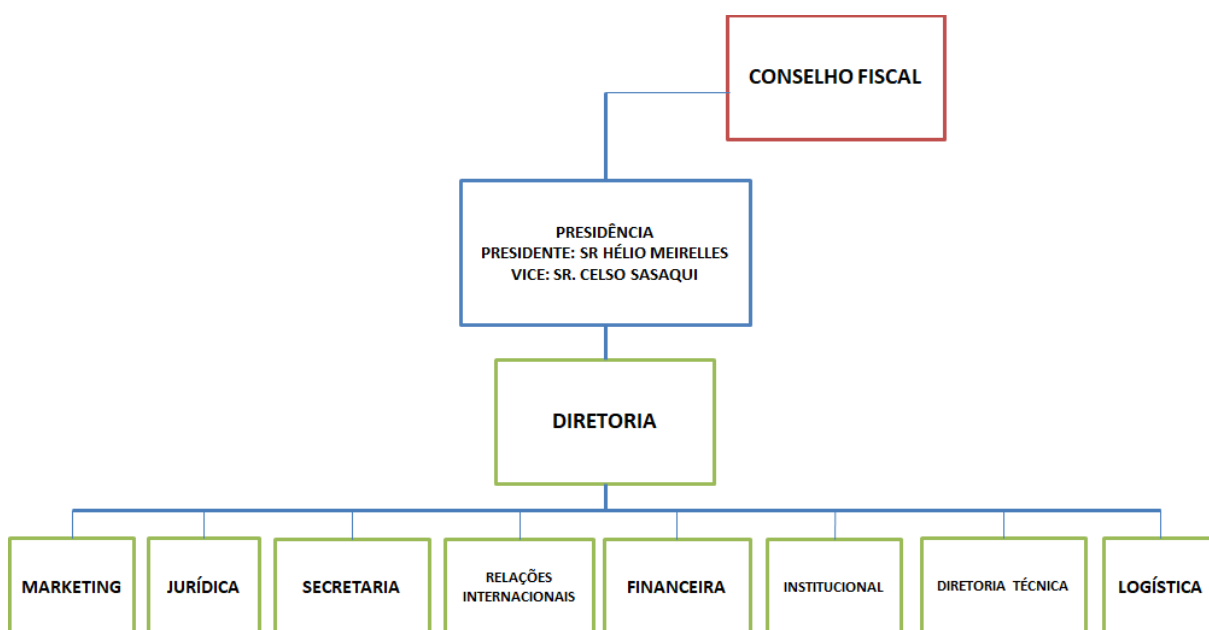 CONSELHO FISCAL
PRESIDÊNCIA
PRESIDENTE: SR HÉLIO MEIRELLES
VICE: SR. CELSO SASAQUI
DIRETORIA
MARKETING
JURÍDICA
SECRETARIA
RELAÇÕES
INTERNACIONAIS
FINANCEIRA
INSTITUCIONAL
DIRETORIA TÉCNICA
LOGÍSTICA